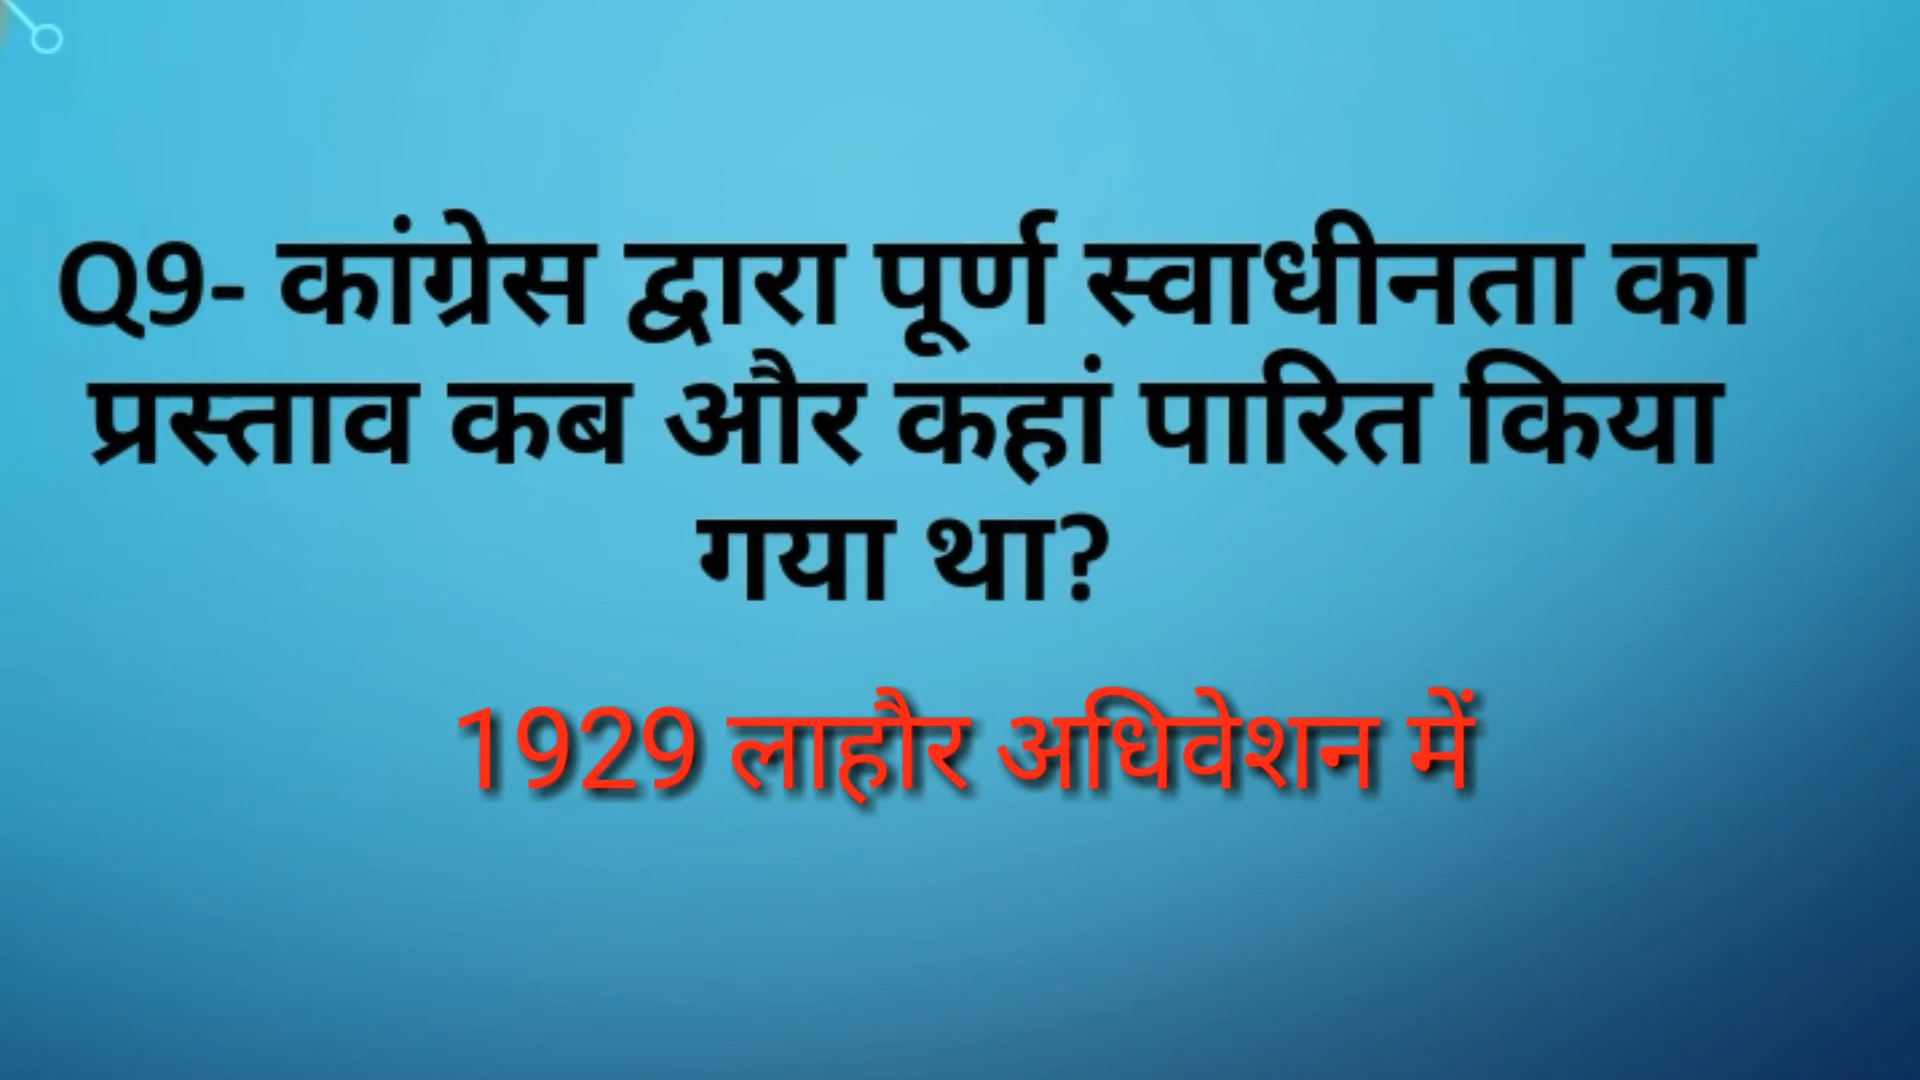 Q9- कांग्रेस द्वारा पूर्ण स्वाधीनता का
प्रस्ताव कब और कहां पारित किया
गया था?
1929 लाहौर अधिवेशन में